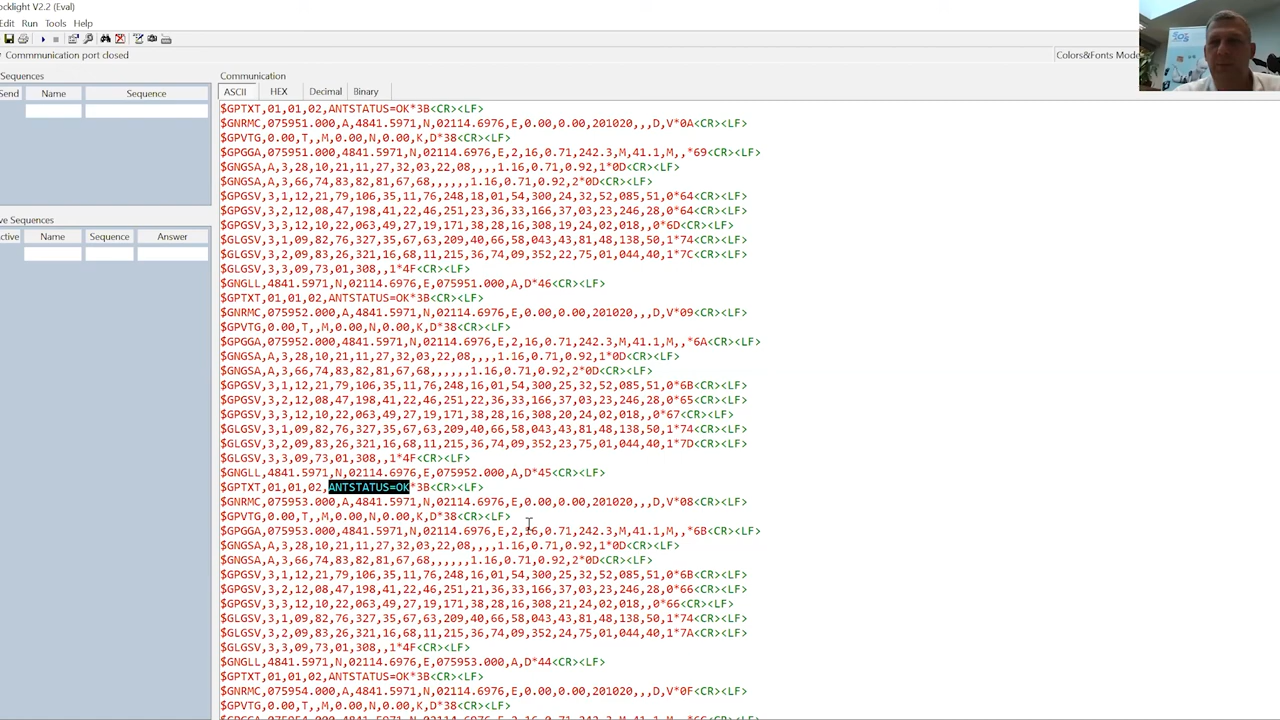 ocklight V2.2 (Eval)
Edit Run Tools Help
Commmunication port closed
Colors&Fonts Mode
Sequences
Send Name Sequence
ve Sequences
ctive Name Sequence Answer
Communication
ASCII HEX Decimal Binary
$GPTXT,01,01,02,ANTSTATUS=OK*3B<CR><LF>
$GNRMC,075951.000,A,4841.5971,N,02114.6976,E,0.00,0.00,201020,,,D,V*0A<CR><LF>
$GPVTG,0.00,T,,M,0.00,N,0.00,K,D*38<CR><LF>
$GPGGA,075951.000,4841.5971,N,02114.6976,E,2,16,0.71,242.3,M,41.1,M,,*69<CR><LF>
$GNGSA,A,3,28,10,21,11,27,32,03,22,08,,,,1.16,0.71,0.92,1*0D<CR><LF>
$GNGSA,A,3,66,74,83,82,81,67,68,,,,,,1.16,0.71,0.92,2*0D<CR><LF>
$GPGSV,3,1,12,21,79,106,35,11,76,248,18,01,54,300,24,32,52,085,51,0*64<CR><LF>
$GPGSV,3,2,12,08,47,198,41,22,46,251,23,36,33,166,37,03,23,246,28,0*64<CR><LF>
$GPGSV,3,3,12,10,22,063,49,27,19,171,38,28,16,308,19,24,02,018,,0*6D<CR><LF>
$GLGSV,3,1,09,82,76,327,35,67,63,209,40,66,58,043,43,81,48,138,50,1*74<CR><LF>
$GLGSV,3,2,09,83,26,321,16,68,11,215,36,74,09,352,22,75,01,044,40,1*7C<CR><LF>
$GLGSV,3,3,09,73,01,308,,1*4F<CR><LF>
$GNGLL,4841.5971,N,02114.6976,E,075951.000,A,D*46<CR><LF>
$GPTXT,01,01,02,ANTSTATUS=OK*3B<CR><LF>
$GNRMC,075952.000,A,4841.5971,N,02114.6976,E,0.00,0.00,201020,,,D,V*09<CR><LF>
$GPVTG,0.00,T,,M,0.00,N,0.00,K,D*38<CR><LF>
$GPGGA,075952.000,4841.5971,N,02114.6976,E,2,16,0.71,242.3,M,41.1,M,,*6A<CR><LF>
$GNGSA,A,3,28,10,21,11,27,32,03,22,08,,,,1.16,0.71,0.92,1*0D<CR><LF>
$GNGSA,A,3,66,74,83,82,81,67,68,,,,,,1.16,0.71,0.92,2*0D<CR><LF>
$GPGSV,3,1,12,21,79,106,35,11,76,248,16,01,54,300,25,32,52,085,51,0*6B<CR><LF>
$GPGSV,3,2,12,08,47,198,41,22,46,251,22,36,33,166,37,03,23,246,28,0*65<CR><LF>
$GPGSV,3,3,12,10,22,063,49,27,19,171,38,28,16,308,20,24,02,018,,0*67<CR><LF>
$GLGSV,3,1,09,82,76,327,35,67,63,209,40,66,58,043,43,81,48,138,50,1*74<CR><LF>
$GLGSV,3,2,09,83,26,321,16,68,11,215,36,74,09,352,23,75,01,044,40,1*7D<CR><LF>
$GLGSV,3,3,09,73,01,308,,1*4F<CR><LF>
$GNGLL,4841.5971,N,02114.6976,E,075952.000,A,D*45<CR><LF>
$GPTXT,01,01,02,ANTSTATUS=OK*3B<CR><LF>
$GNRMC,075953.000,A,4841.5971,N,02114.6976,E,0.00,0.00,201020,,,D,V*08<CR><LF>
$GPVTG,0.00,T,,M,0.00,N,0.00,K,D*38<CR><LF>
$GPGGA,075953.000,4841.5971,N,02114.6976,E,2,16,0.71,242.3,M,41.1,M,,*6B<CR><LF>
$GNGSA,A,3,28,10,21,11,27,32,03,22,08,,,,1.16,0.71,0.92,1*0D<CR><LF>
$GNGSA,A,3,66,74,83,82,81,67,68,,,,,,1.16,0.71,0.92,2*0D<CR><LF>
$GPGSV,3,1,12,21,79,106,35,11,76,248,16,01,54,300,25,32,52,085,51,0*6B<CR><LF>
$GPGSV,3,2,12,08,47,198,41,22,46,251,21,36,33,166,37,03,23,246,28,0*66<CR><LF>
$GPGSV,3,3,12,10,22,063,49,27,19,171,38,28,16,308,21,24,02,018,,0*66<CR><LF>
$GLGSV,3,1,09,82,76,327,35,67,63,209,40,66,58,043,43,81,48,138,50,1*74<CR><LF>
$GLGSV,3,2,09,83,26,321,16,68,11,215,36,74,09,352,24,75,01,044,40,1*7A<CR><LF>
$GLGSV,3,3,09,73,01,308,,1*4F<CR><LF>
$GNGLL,4841.5971,N,02114.6976,E,075953.000,A,D*44<CR><LF>
$GPTXT,01,01,02,ANTSTATUS=OK*3B<CR><LF>
$GNRMC,075954.000,A,4841.5971,N,02114.6976,E,0.00,0.00,201020,,,D,V*0F<CR><LF>
$GPVTG,0.00,T,,M,0.00,N,0.00,K,D*38<CR><LF>